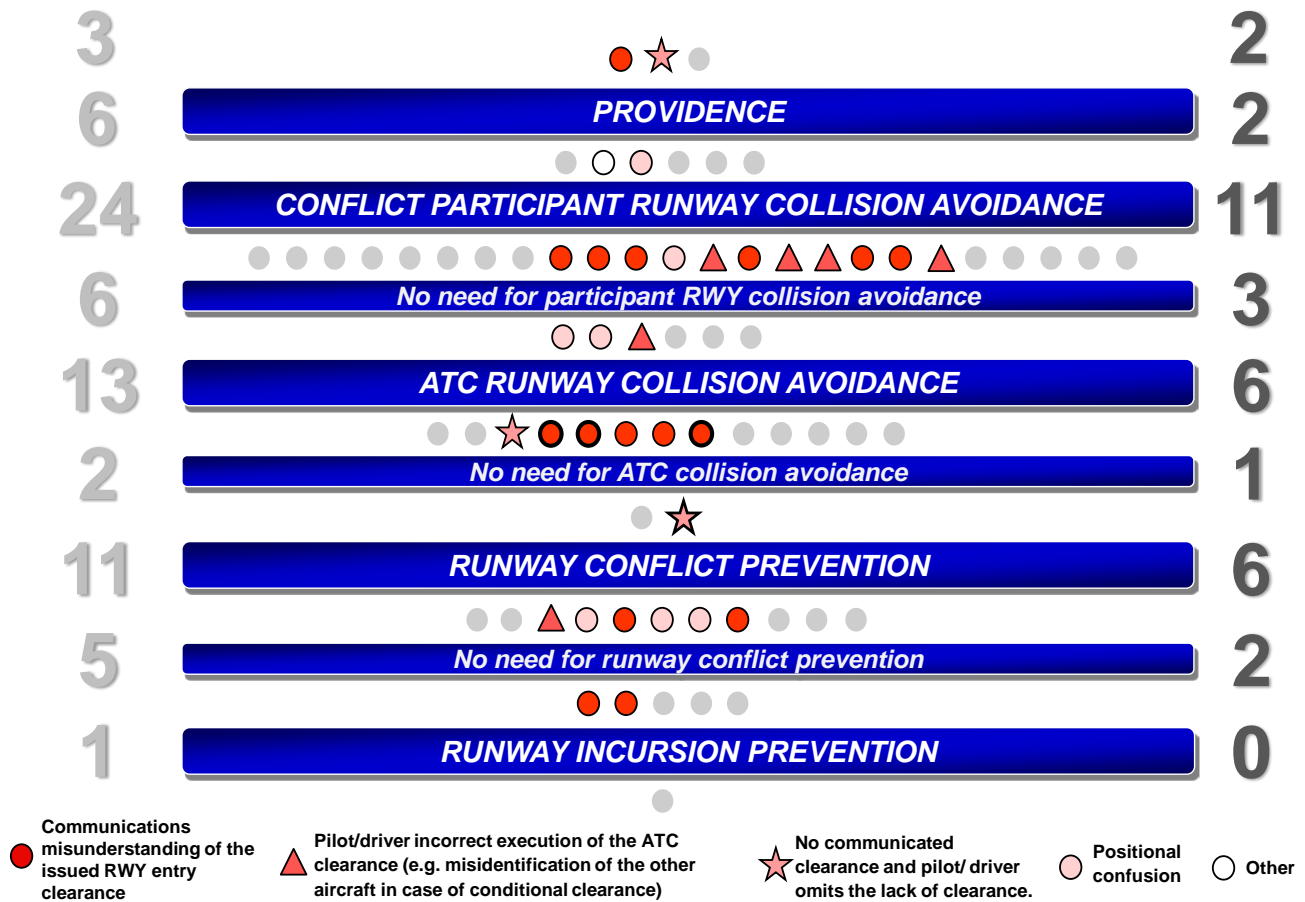 3
2
6
PROVIDENCE
2
24
CONFLICT PARTICIPANT RUNWAY COLLISION AVOIDANCE
11
6
No need for participant RWY collision avoidance
3
13
ATC RUNWAY COLLISION AVOIDANCE
6
2
No need for ATC collision avoidance
1
11
RUNWAY CONFLICT PREVENTION
6
5
No need for runway conflict prevention
2
1
RUNWAY INCURSION PREVENTION
0
Communications
misunderstanding of the
issued RWY entry
clearance
Pilot/driver incorrect execution of the ATC
clearance (e.g. misidentification of the other
aircraft in case of conditional clearance)
No communicated
clearance and pilot/ driver
omits the lack of clearance.
Positional
confusion
Other